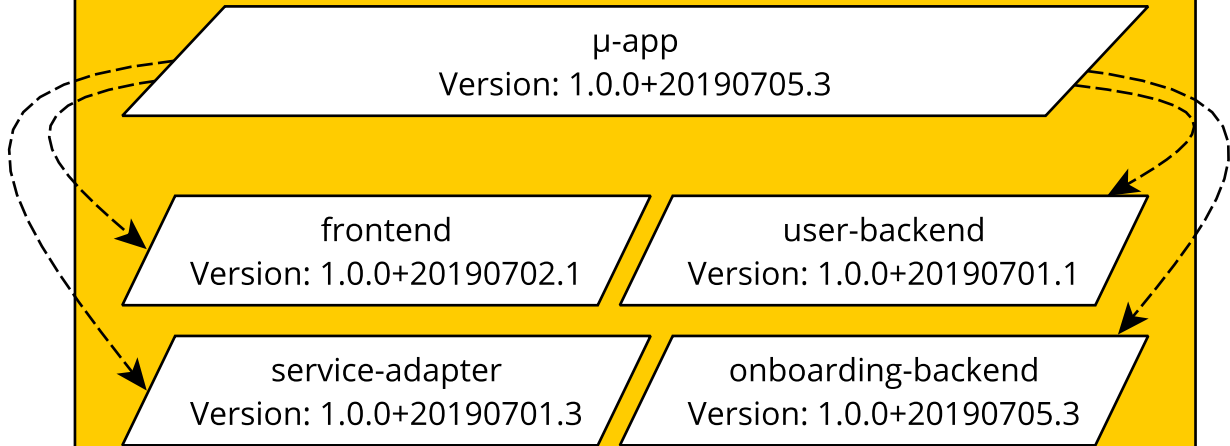 µ-app
Version: 1.0.0+20190705.3
frontend
Version: 1.0.0+20190702.1
user-backend
Version: 1.0.0+20190701.1
service-adapter
Version: 1.0.0+20190701.3
onboarding-backend
Version: 1.0.0+20190705.3